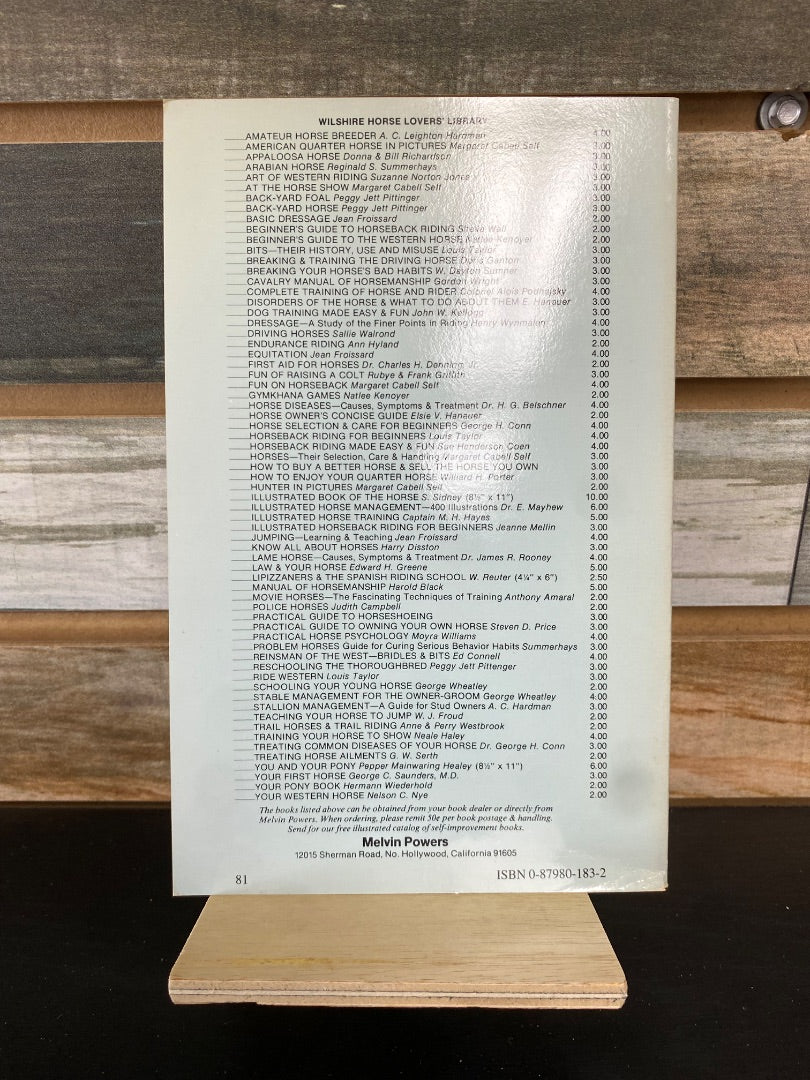 WILSHIRE HORSE LOVERS' LIBRARY
AMATEUR HORSE BREEDER A. C. Leighton Hardman 4.00
AMERICAN QUARTER HORSE IN PICTURES Margaret Cabell Self 3.00
APPALOOSA HORSE Donna & Bill Richardson 3.00
ARABIAN HORSE Reginald S. Summerhays 3.00
ART OF WESTERN RIDING Suzanne Norton Jones 3.00
AT THE HORSE SHOW Margaret Cabell Self 3.00
BACK-YARD FOAL Peggy Jett Pittinger 3.00
BACK-YARD HORSE Peggy Jett Pittinger 3.00
BASIC DRESSAGE Jean Froissard 2.00
BEGINNER'S GUIDE TO HORSEBACK RIDING Sheila Wall 2.00
BEGINNER'S GUIDE TO THE WESTERN HORSE Natlee Kenoyer 2.00
BITS—THEIR HISTORY, USE AND MISUSE Louis Taylor 3.00
BREAKING & TRAINING THE DRIVING HORSE Doris Ganton 3.00
BREAKING YOUR HORSE'S BAD HABITS W. Dayton Sumner 3.00
CAVALRY MANUAL OF HORSEMANSHIP Gordon Wright 3.00
COMPLETE TRAINING OF HORSE AND RIDER Colonel Alois Podhajsky 4.00
DISORDERS OF THE HORSE & WHAT TO DO ABOUT THEM E. Hanauer 3.00
DOG TRAINING MADE EASY & FUN John W. Kellogg 3.00
DRESSAGE—A Study of the Finer Points in Riding Henry Wynmalen 4.00
DRIVING HORSES Sallie Walrond 3.00
ENDURANCE RIDING Ann Hyland 2.00
EQUITATION Jean Froissard 4.00
FIRST AID FOR HORSES Dr. Charles H. Denning, Jr. 2.00
FUN OF RAISING A COLT Rubye & Frank Griffith 3.00
FUN ON HORSEBACK Margaret Cabell Self 4.00
GYMKHANA GAMES Natlee Kenoyer 2.00
HORSE DISEASES—Causes, Symptoms & Treatment Dr. H. G. Belschner 4.00
HORSE OWNER'S CONCISE GUIDE Elsie V. Hanauer 2.00
HORSE SELECTION & CARE FOR BEGINNERS George H. Conn 4.00
HORSEBACK RIDING FOR BEGINNERS Louis Taylor 4.00
HORSEBACK RIDING MADE EASY & FUN Sue Henderson Coen 4.00
HORSES—Their Selection, Care & Handling Margaret Cabell Self 3.00
HOW TO BUY A BETTER HORSE & SELL THE HORSE YOU OWN 3.00
HOW TO ENJOY YOUR QUARTER HORSE Williard H. Porter 3.00
HUNTER IN PICTURES Margaret Cabell Self 2.00
ILLUSTRATED BOOK OF THE HORSE S. Sidney (8½" x 11") 10.00
ILLUSTRATED HORSE MANAGEMENT—400 Illustrations Dr. E. Mayhew 6.00
ILLUSTRATED HORSE TRAINING Captain M. H. Hayes 5.00
ILLUSTRATED HORSEBACK RIDING FOR BEGINNERS Jeanne Mellin 3.00
JUMPING—Learning & Teaching Jean Froissard 4.00
KNOW ALL ABOUT HORSES Harry Disston 3.00
LAME HORSE—Causes, Symptoms & Treatment Dr. James R. Rooney 4.00
LAW & YOUR HORSE Edward H. Greene 5.00
LIPIZZANERS & THE SPANISH RIDING SCHOOL W. Reuter (4¼" x 6") 2.50
MANUAL OF HORSEMANSHIP Harold Black 5.00
MOVIE HORSES—The Fascinating Techniques of Training Anthony Amaral 2.00
POLICE HORSES Judith Campbell 2.00
PRACTICAL GUIDE TO HORSESHOEING 3.00
PRACTICAL GUIDE TO OWNING YOUR OWN HORSE Steven D. Price 3.00
PRACTICAL HORSE PSYCHOLOGY Moyra Williams 4.00
PROBLEM HORSES Guide for Curing Serious Behavior Habits Summerhays 3.00
REINSMAN OF THE WEST—BRIDLES & BITS Ed Connell 4.00
RESCHOOLING THE THOROUGHBRED Peggy Jett Pittenger 3.00
RIDE WESTERN Louis Taylor 3.00
SCHOOLING YOUR YOUNG HORSE George Wheatley 2.00
STABLE MANAGEMENT FOR THE OWNER-GROOM George Wheatley 4.00
STALLION MANAGEMENT—A Guide for Stud Owners A. C. Hardman 3.00
TEACHING YOUR HORSE TO JUMP W. J. Froud 2.00
TRAIL HORSES & TRAIL RIDING Anne & Perry Westbrook 2.00
TRAINING YOUR HORSE TO SHOW Neale Haley 4.00
TREATING COMMON DISEASES OF YOUR HORSE Dr. George H. Conn 3.00
TREATING HORSE AILMENTS G. W. Serth 2.00
YOU AND YOUR PONY Pepper Mainwaring Healey (8½" x 11") 6.00
YOUR FIRST HORSE George C. Saunders, M.D. 3.00
YOUR PONY BOOK Hermann Wiederhold 2.00
YOUR WESTERN HORSE Nelson C. Nye 2.00
The books listed above can be obtained from your book dealer or directly from
Melvin Powers. When ordering, please remit 50¢ per book postage & handling.
Send for our free illustrated catalog of self-improvement books.
Melvin Powers
12015 Sherman Road, No. Hollywood, California 91605
81 ISBN 0-87980-183-2